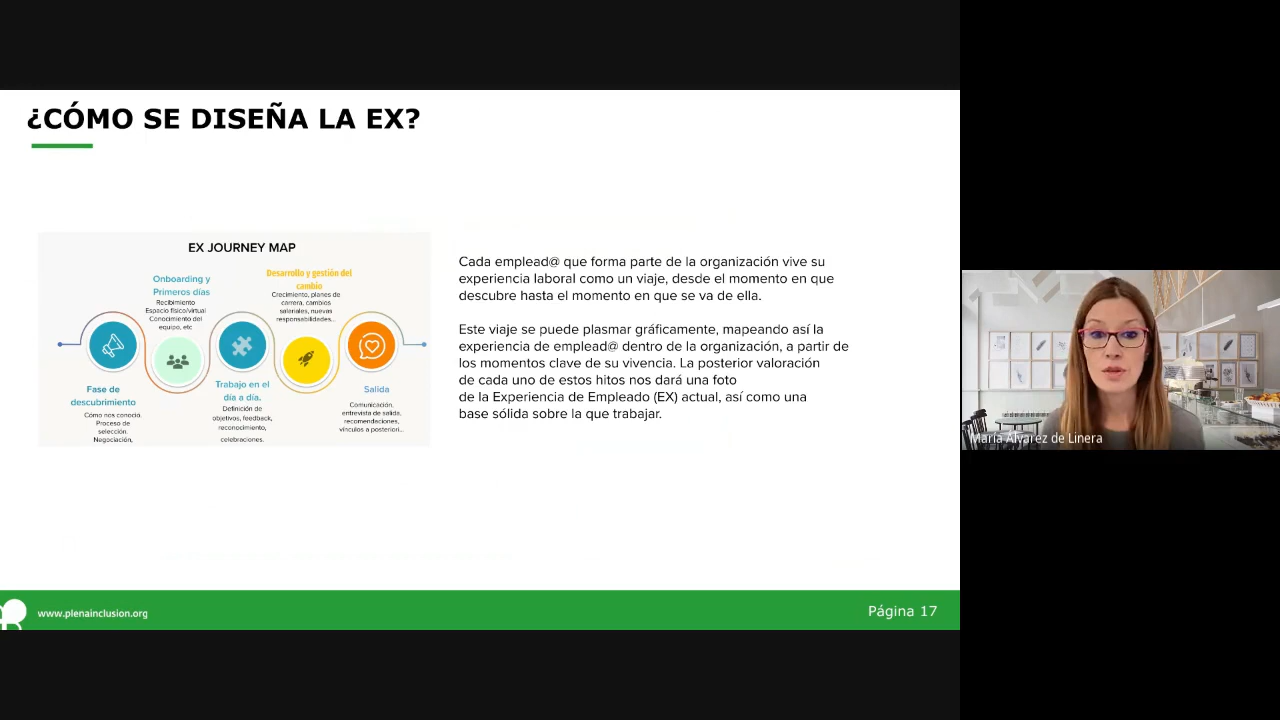 ¿CÓMO SE DISEÑA LA EX?
EX JOURNEY MAP
Onboarding y
Primeros días
Recibimiento
Espacio físico/virtual
Conocimiento del
equipo, etc
Desarrollo y gestión del
cambio
Crecimiento, planes de
carrera, cambios
salariales, nuevas
responsabilidades...
Fase de
descubrimiento
Cómo nos conoció.
Proceso de
selección.
Negociación,
Trabajo en el
día a día.
Definición de
objetivos, feedback,
reconocimiento,
celebraciones.
Salida
Comunicación,
entrevista de salida,
recomendaciones,
vínculos a posteriori...
Cada emplead@ que forma parte de la organización vive su
experiencia laboral como un viaje, desde el momento en que
descubre hasta el momento en que se va de ella.
Este viaje se puede plasmar gráficamente, mapeando así la
experiencia de emplead@ dentro de la organización, a partir de
los momentos clave de su vivencia. La posterior valoración
de cada uno de estos hitos nos dará una foto
de la Experiencia de Empleado (EX) actual, así como una
base sólida sobre la que trabajar.
María Álvarez de Linera
www.plenainclusion.org
Página 17